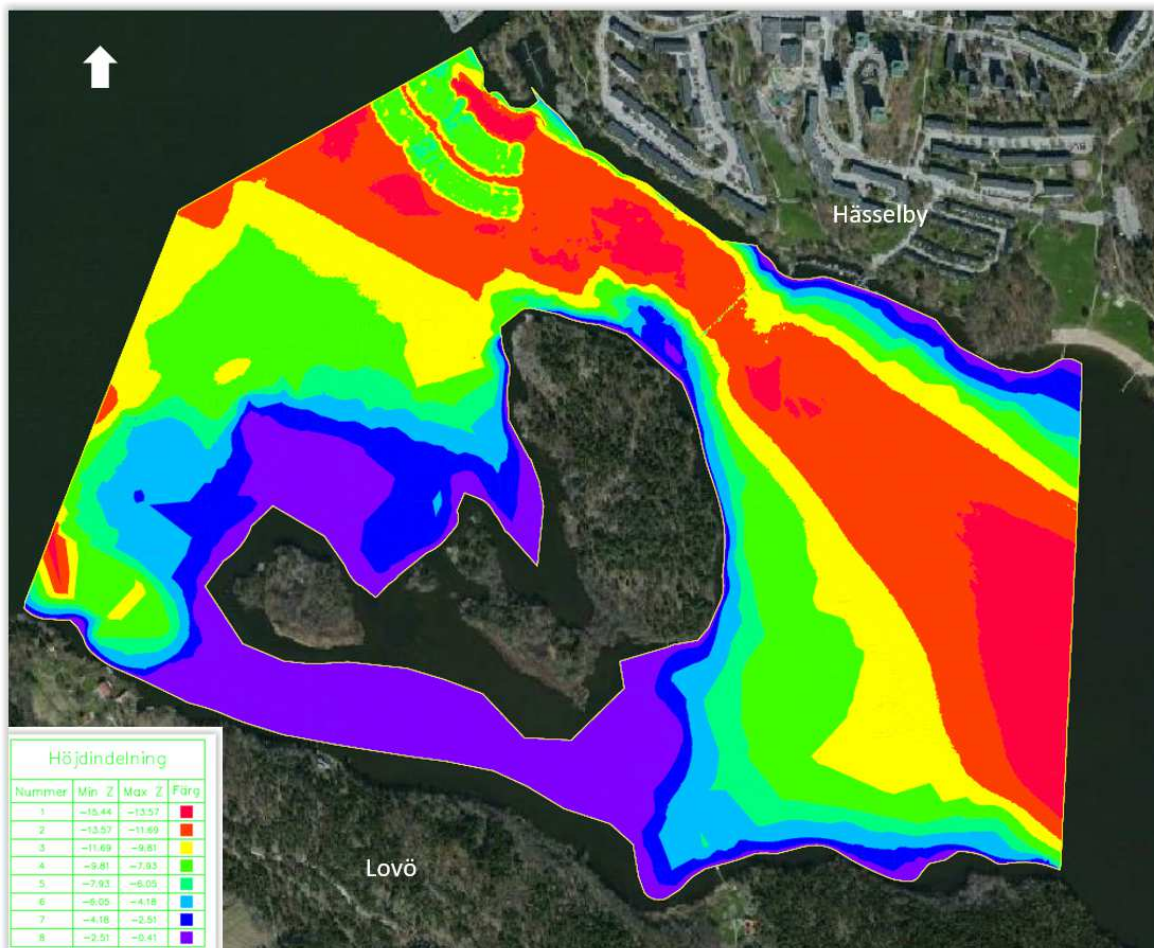 Hässelby
Lovö
Höjdindelning
Nummer Min Z Max Z Färg
1 -15.44 -13.57
2 -13.57 -11.69
3 -11.69 -9.81
4 -9.81 -7.93
5 -7.93 -6.05
6 -6.05 -4.18
7 -4.18 -2.51
8 -2.51 -0.41